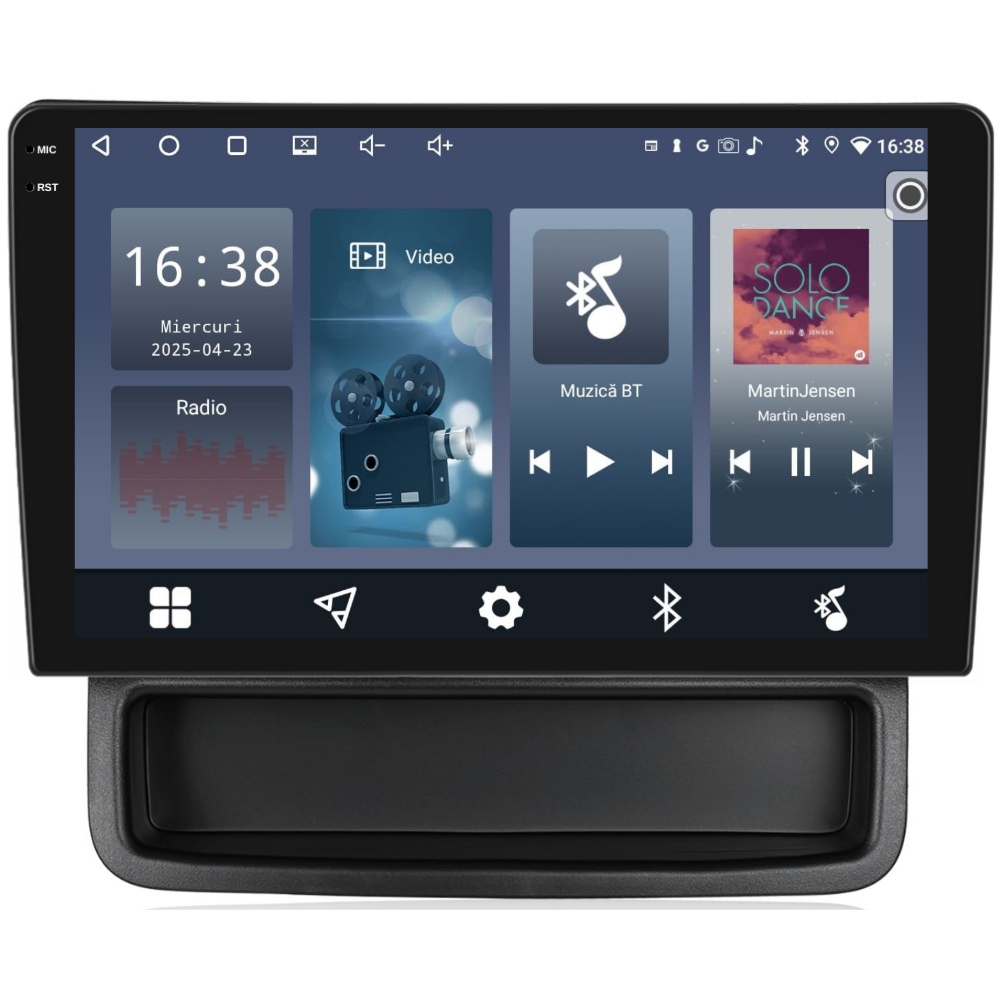 MIC
RST
G
16:38
16:38
Miercuri
2025-04-23
Radio
Video
Muzică BT
SOLO
DANCE
MARTIN JENSEN
MartinJensen
Martin Jensen